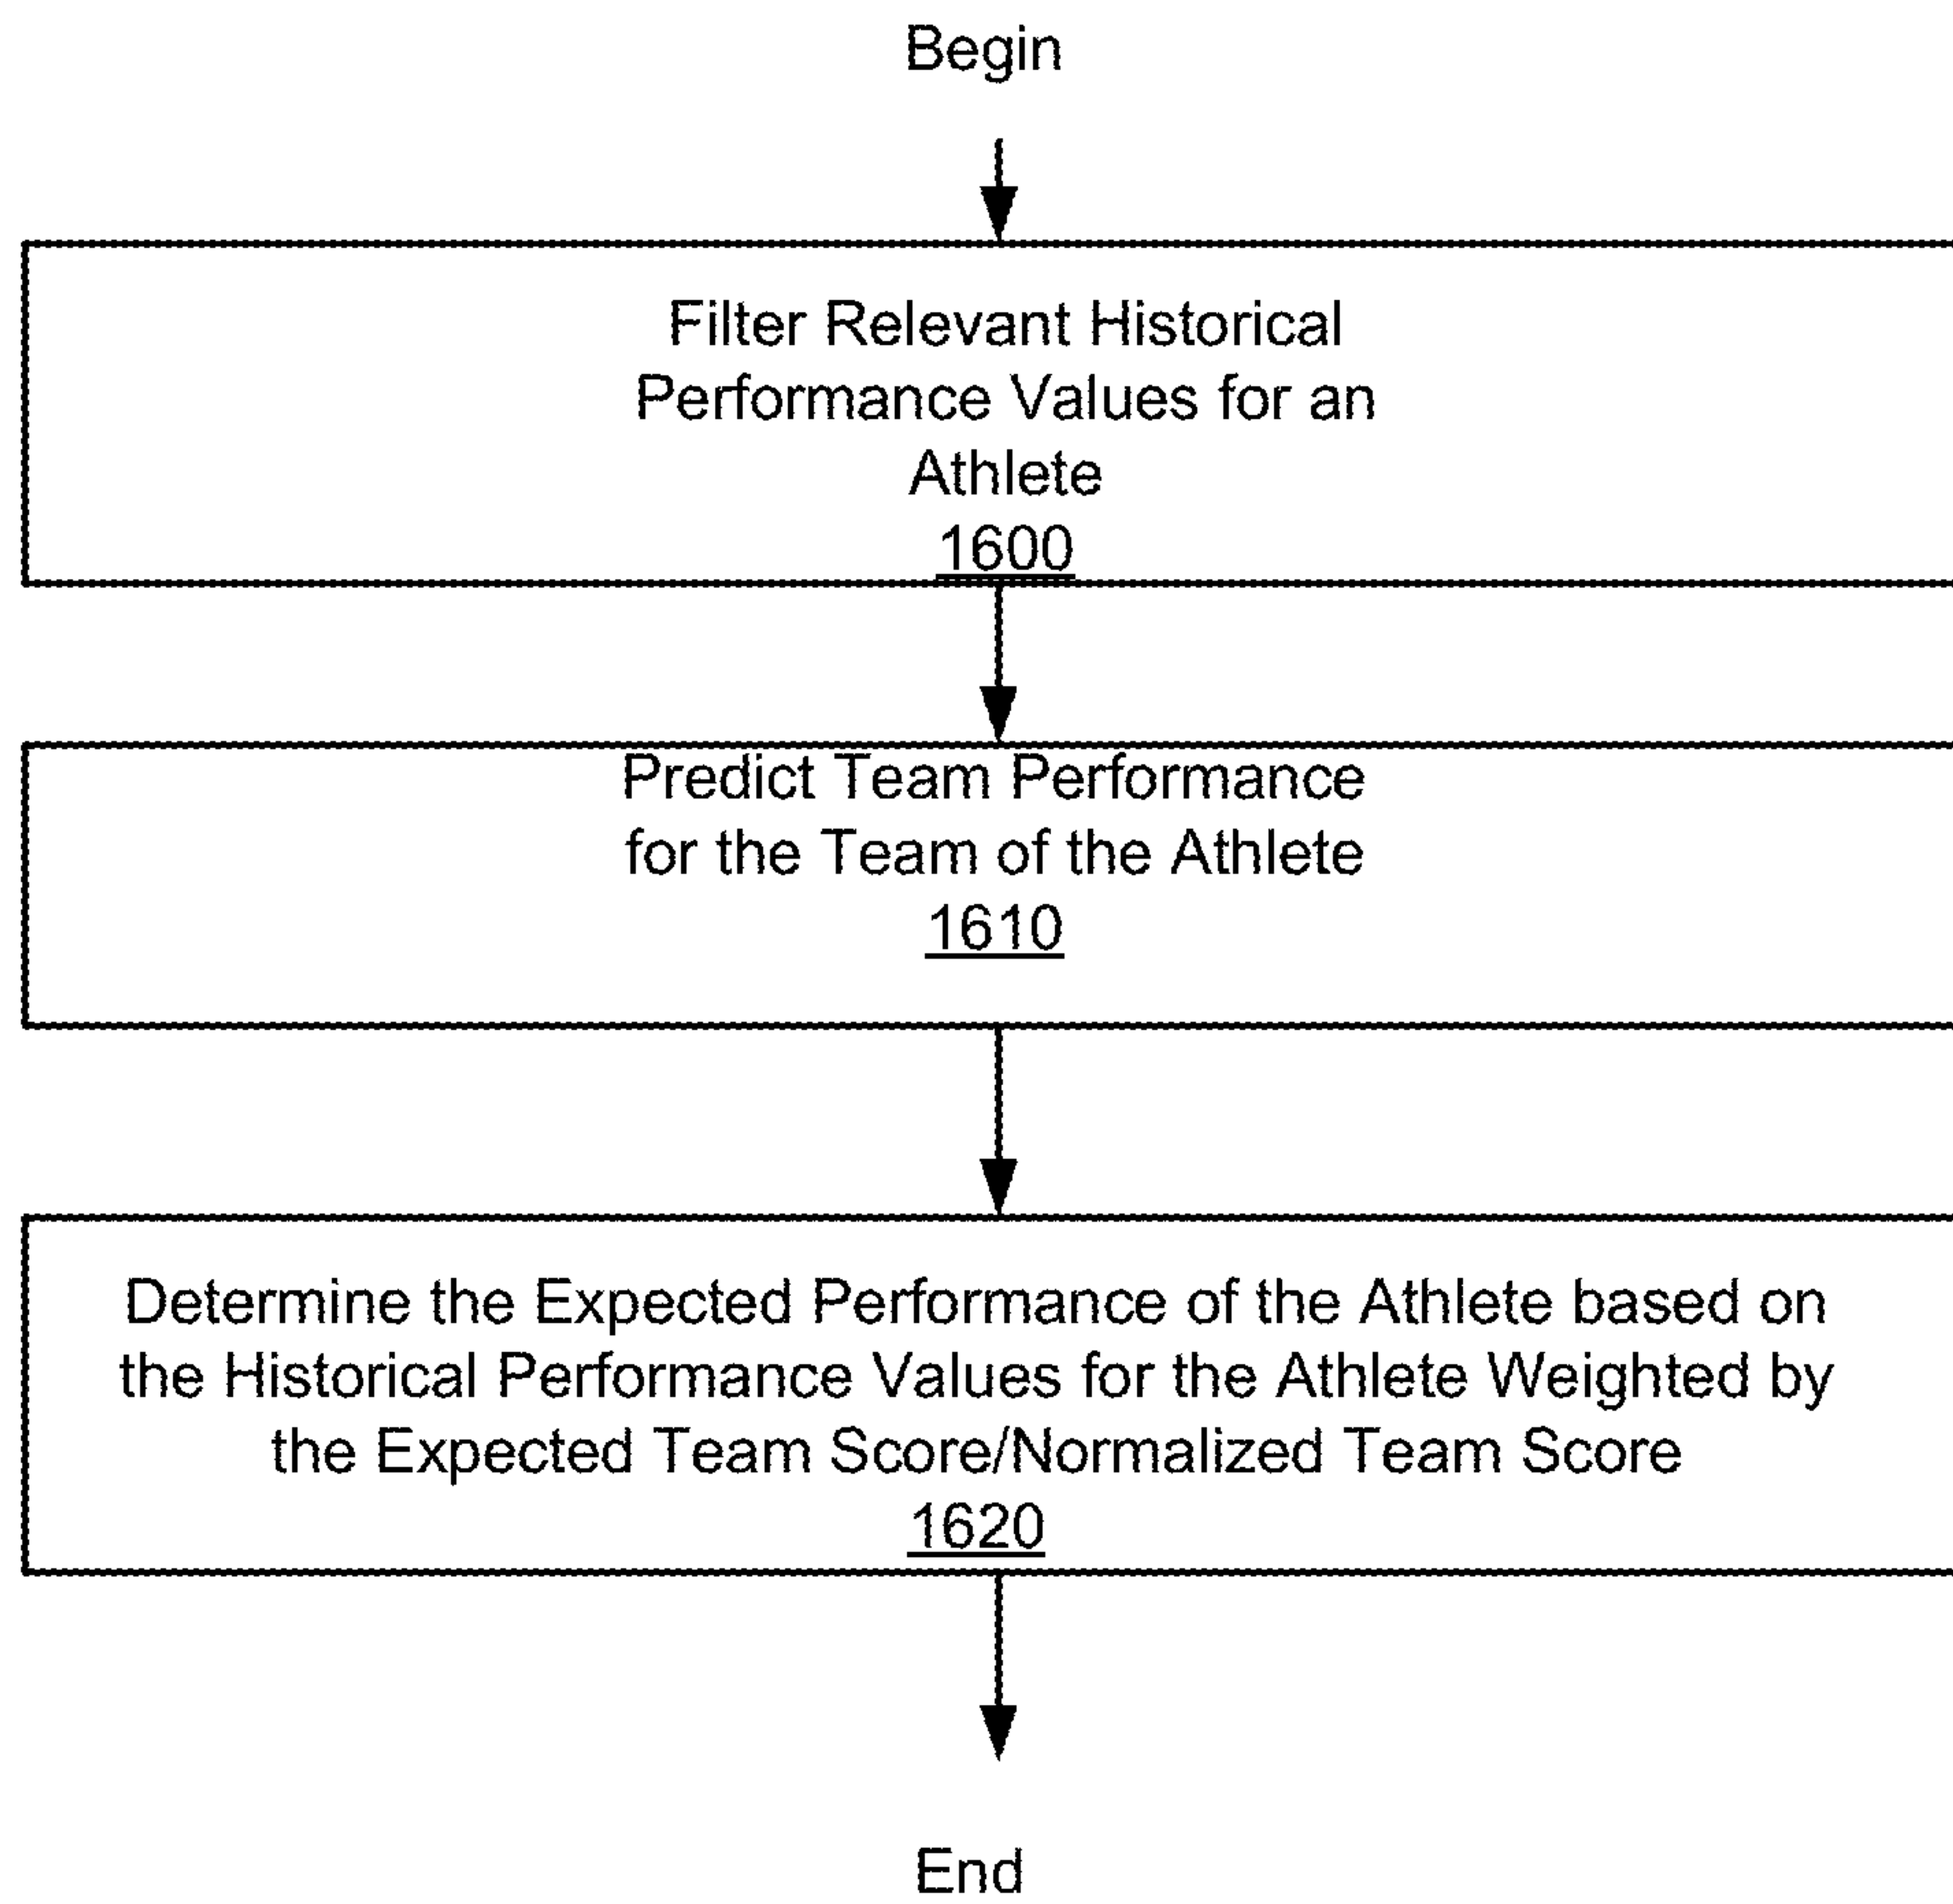 Begin
Filter Relevant Historical
Performance Values for an
Athlete
1600
Predict Team Performance
for the Team of the Athlete
1610
Determine the Expected Performance of the Athlete based on
the Historical Performance Values for the Athlete Weighted by
the Expected Team Score/Normalized Team Score
1620
End